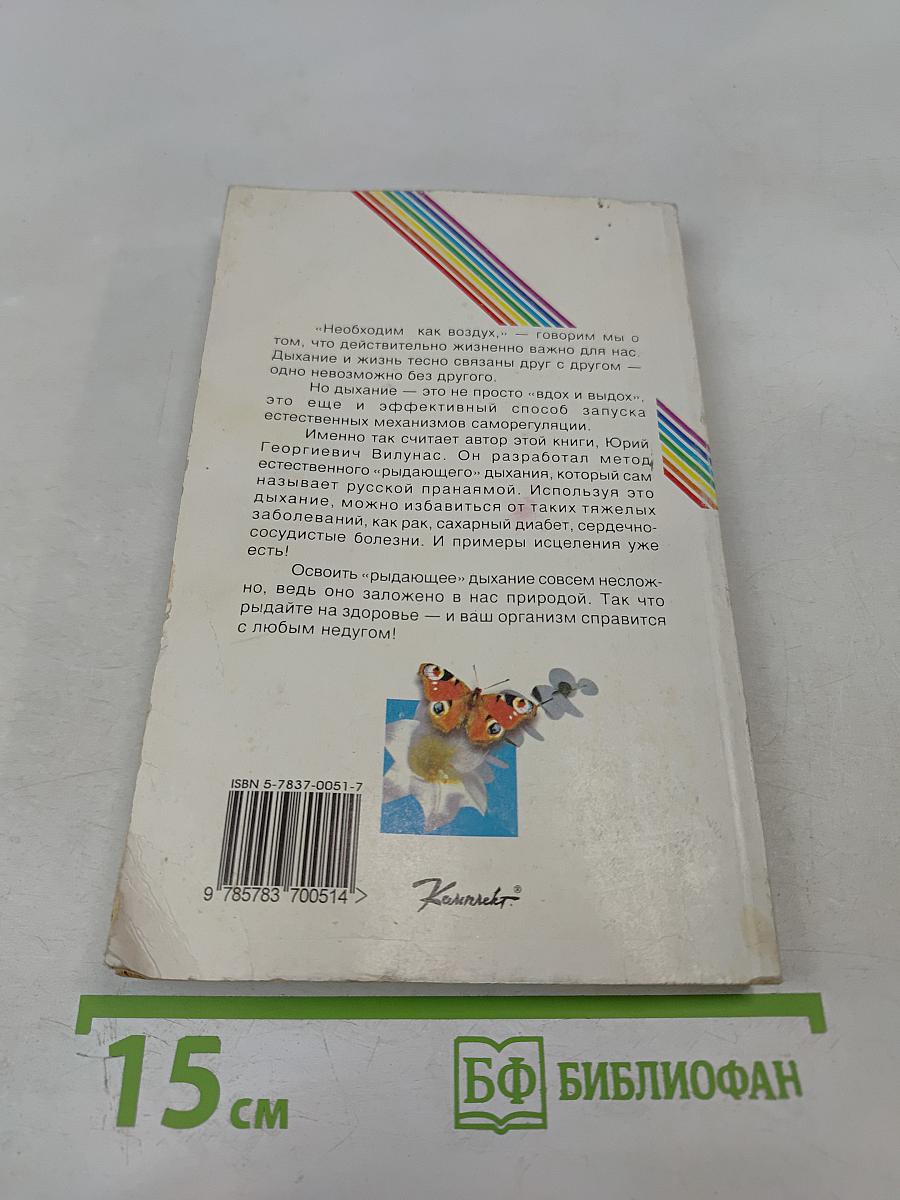 «Необходим как воздух,» — говорим мы о
том, что действительно жизненно важно для нас.
Дыхание и жизнь тесно связаны друг с другом —
одно невозможно без другого.
Но дыхание — это не просто «вдох и выдох»,
это еще и эффективный способ запуска
естественных механизмов саморегуляции.
Именно так считает автор этой книги, Юрий
Георгиевич Вилунас. Он разработал метод
естественного «рыдающего» дыхания, который сам
называет русской пранаямой. Используя это
дыхание, можно избавиться от таких тяжелых
заболеваний, как рак, сахарный диабет, сердечно-
сосудистые болезни. И примеры исцеления уже
есть!
Освоить «рыдающее» дыхание совсем неслож-
но, ведь оно заложено в нас природой. Так что
рыдайте на здоровье — и ваш организм справится
с любым недугом!
ISBN 5-7837-0051-7
9 785783 700514 >
Комплект®
15 см
БФ БИБЛИОФАН